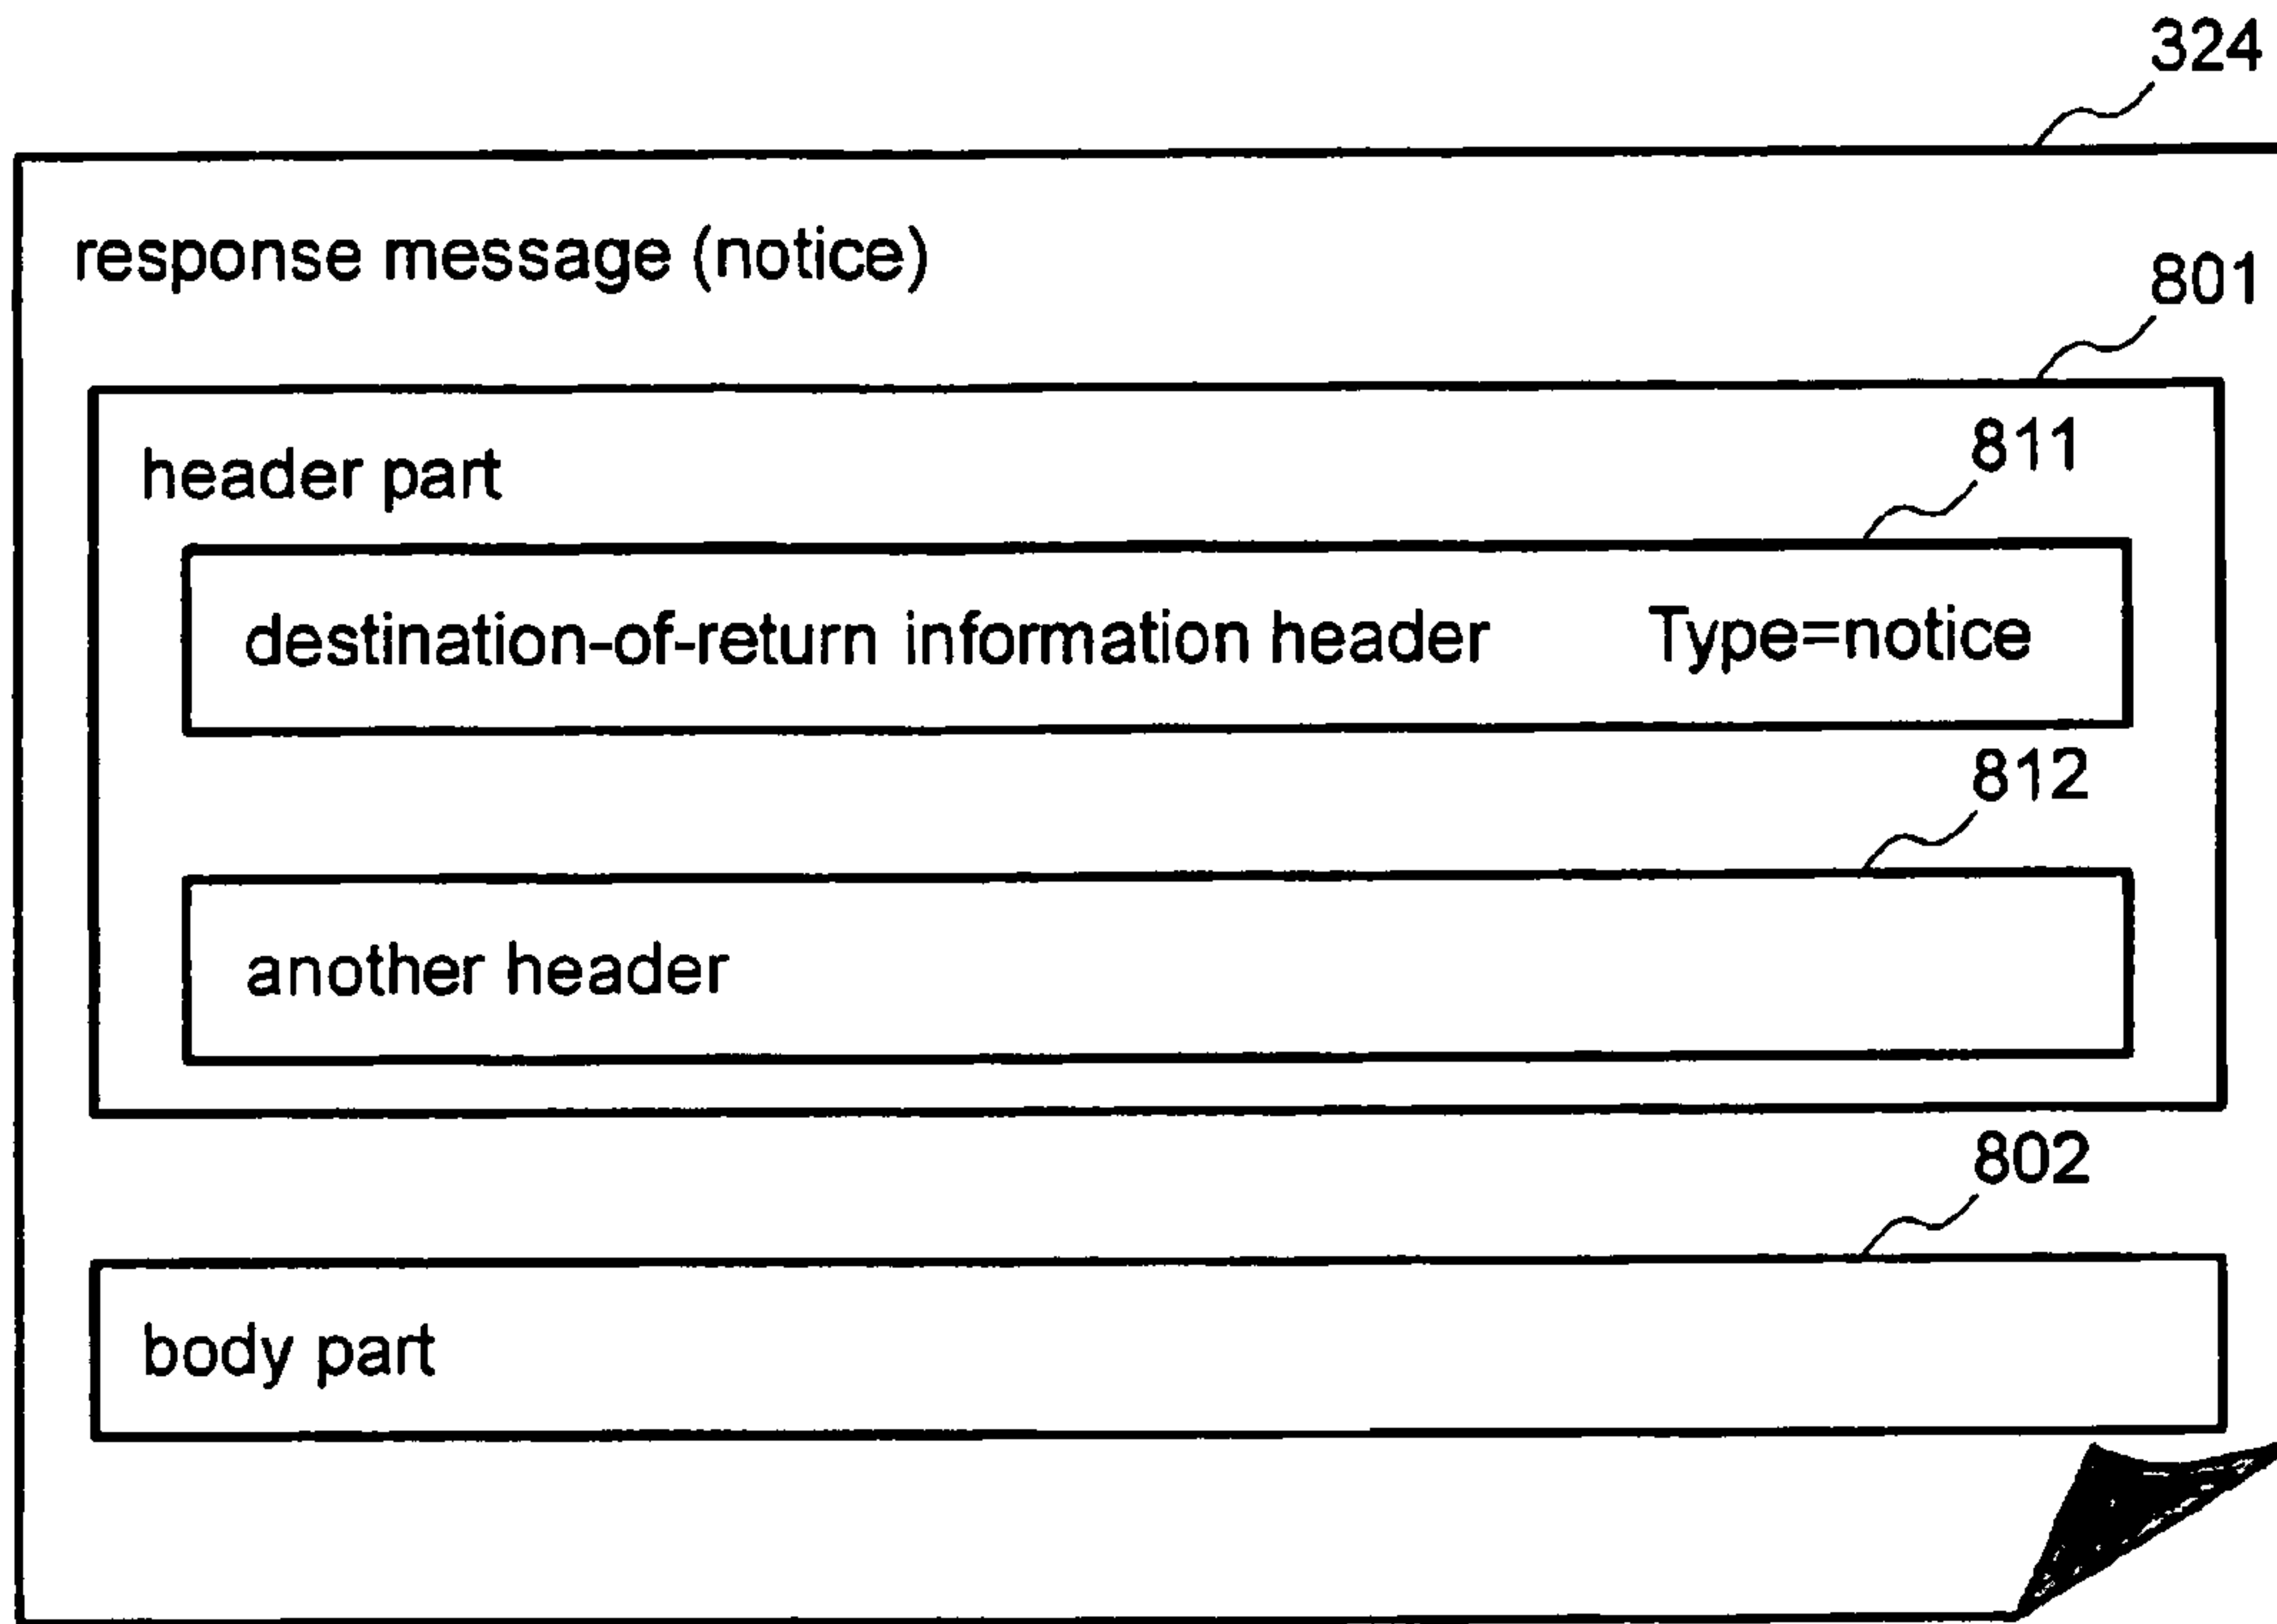 324
response message (notice)
801
header part
811
destination-of-return information header Type=notice
812
another header
802
body part